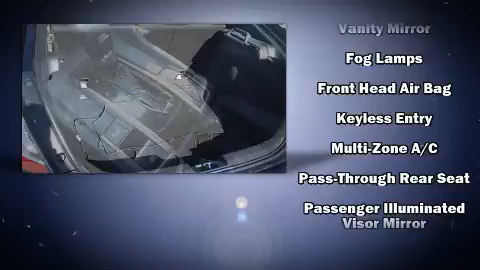 Vanity Mirror
Fog Lamps
Front Head Air Bag
Keyless Entry
Multi-Zone A/C
Pass-Through Rear Seat
Passenger Illuminated
Visor Mirror